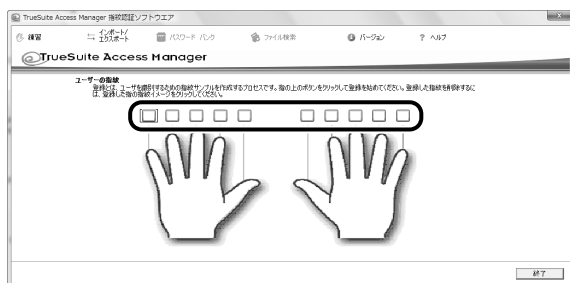 TrueSuite Access Manager 指紋認証ソフトウエア
練習 インポート/エクスポート パスワード バンク ファイル検索 バージョン ヘルプ
TrueSuite Access Manager
ユーザーの指紋
登録とは、ユーザを識別するための指紋サンプルを作成するプロセスです。指の上のボタンをクリックして登録を始めてください。登録した指紋を削除するに
は、登録した指の指紋イメージをクリックしてください。
終了